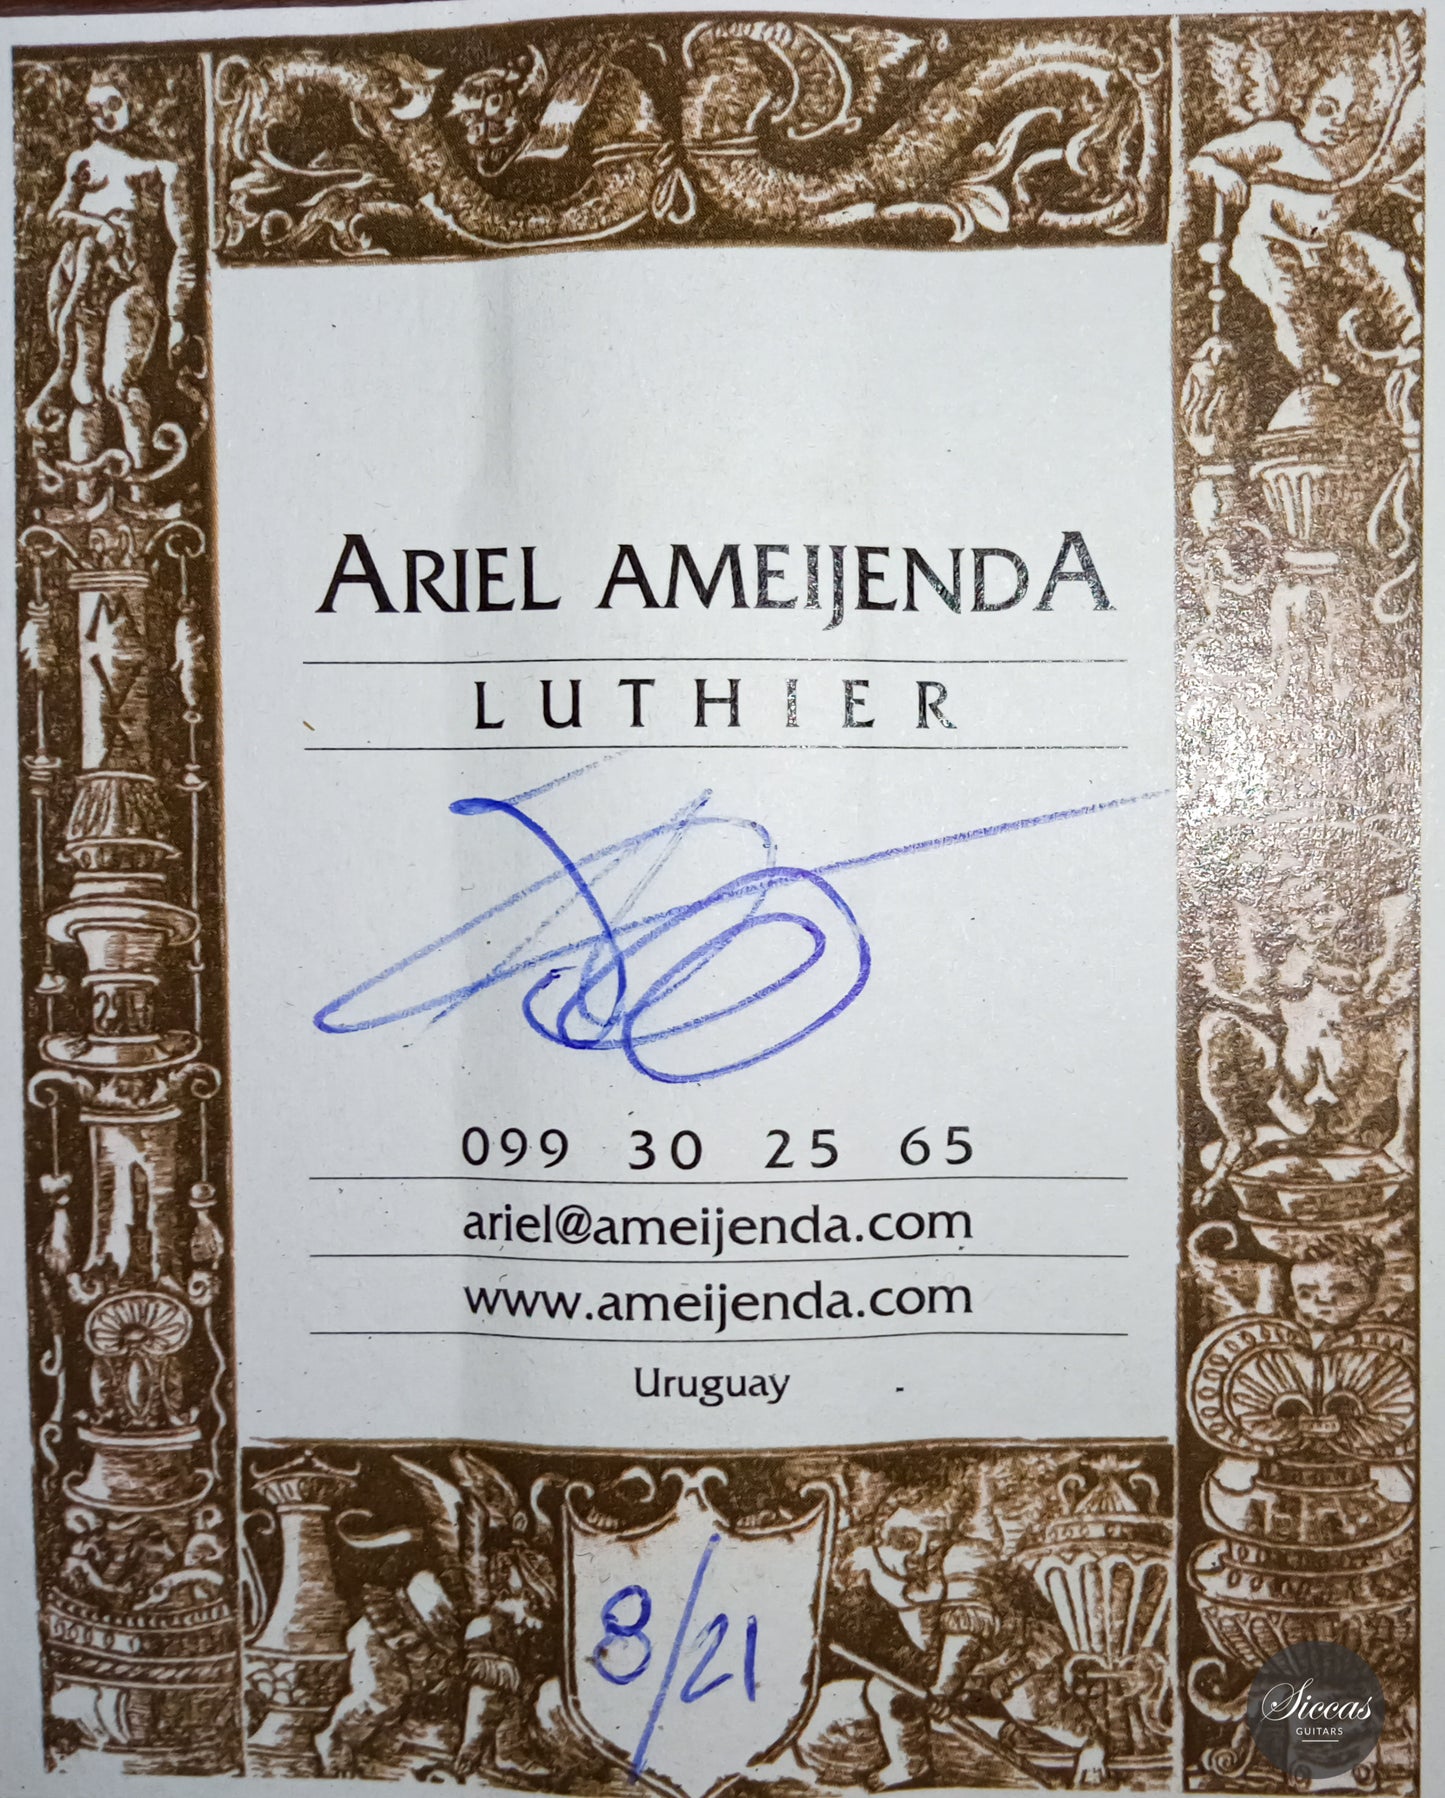 ARIEL AMEIJENDA
LUTHIER
099 30 25 65
ariel@ameijenda.com
www.ameijenda.com
Uruguay -
8/21
Siccas
GUITARS